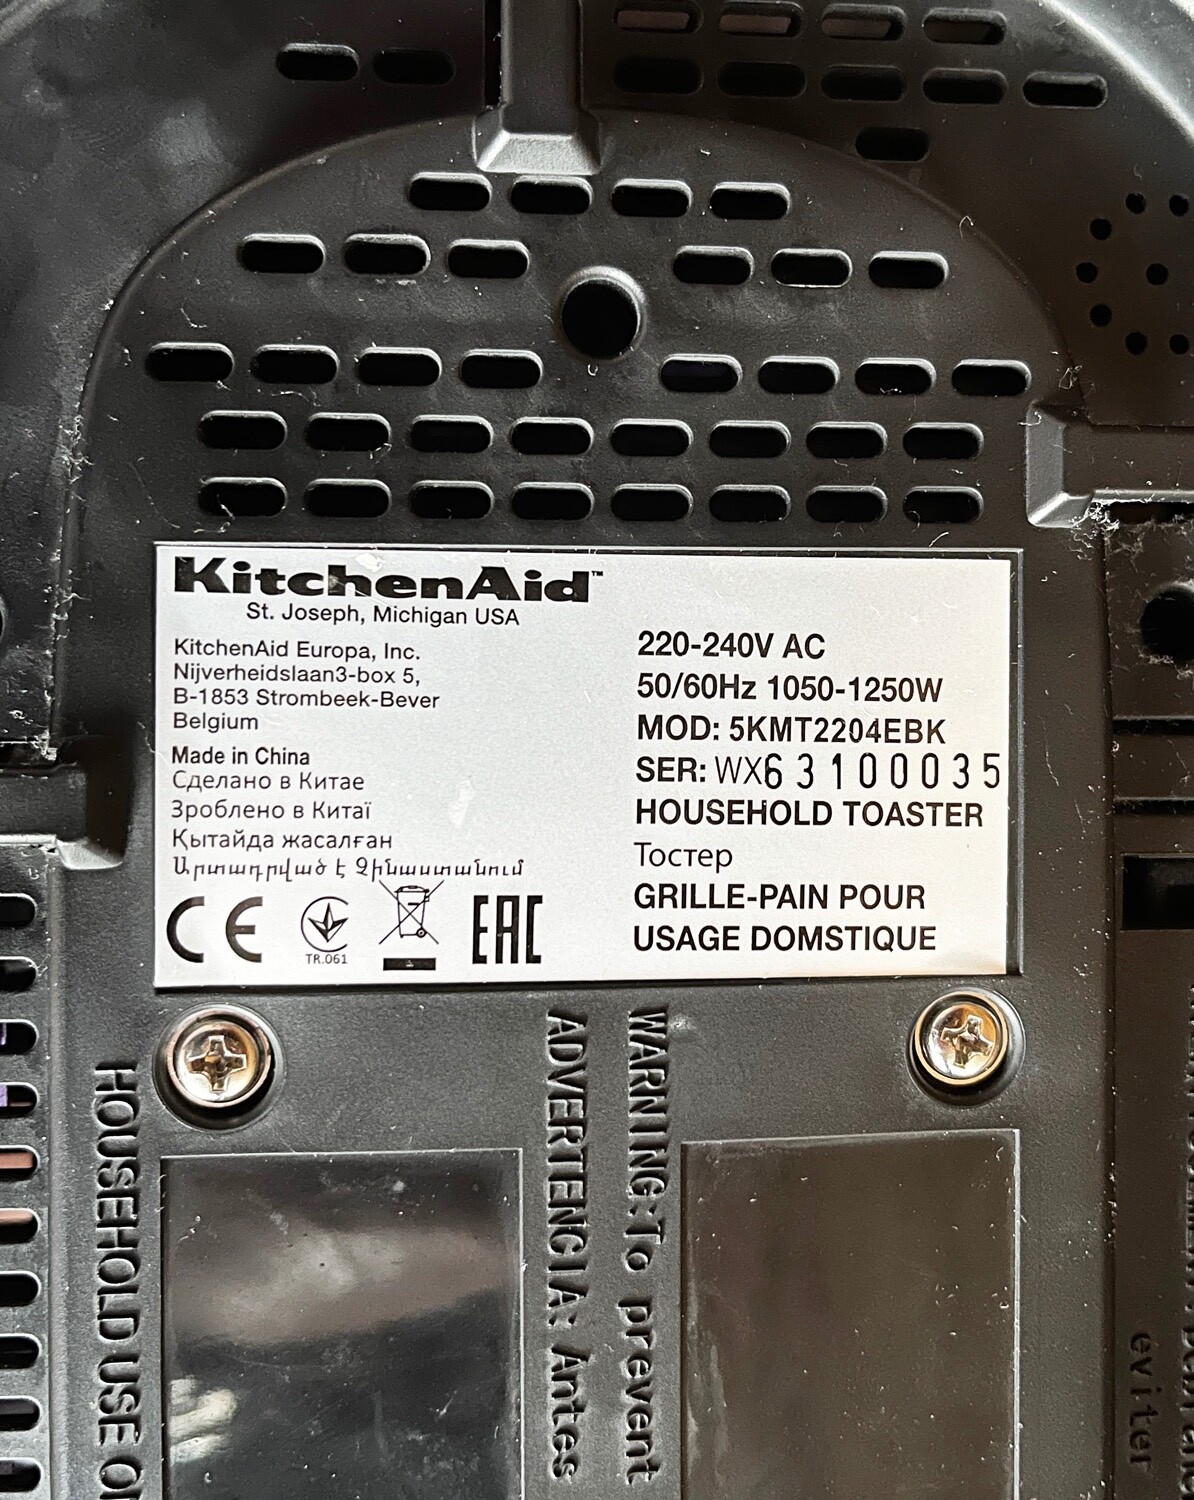 KitchenAid™
St. Joseph, Michigan USA
KitchenAid Europa, Inc.
Nijverheidslaan3-box 5,
B-1853 Strombeek-Bever
Belgium
Made in China
Сделано в Китае
Зроблено в Китаї
Қытайда жасалған
Արտադրված է Չինաստանում
CE
TR.061
EAC
220-240V AC
50/60Hz 1050-1250W
MOD: 5KMT2204EBK
SER: WX63100035
HOUSEHOLD TOASTER
Тостер
GRILLE-PAIN POUR
USAGE DOMSTIQUE
HOUSEHOLD USE
ADVERTENCIA: Antes
WARNING: To prevent
eviter